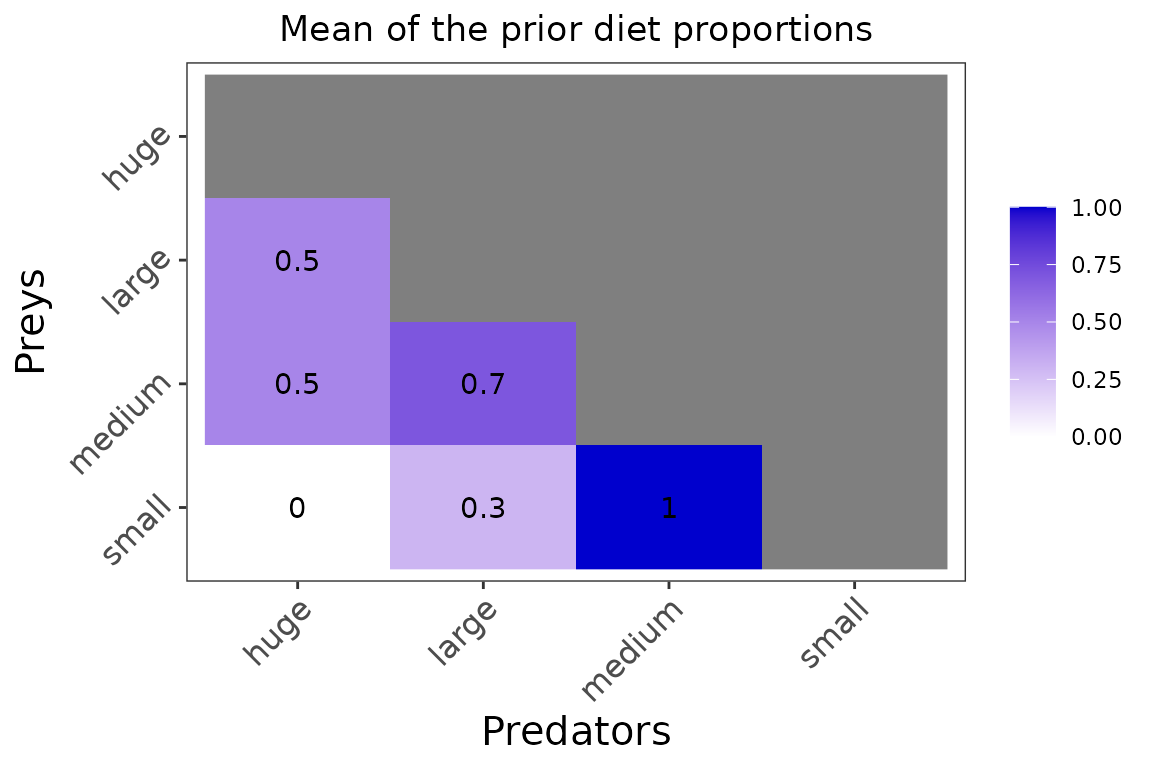 Mean of the prior diet proportions
Preys
huge
large
medium
small
0.5
0.5
0.7
0
0.3
1
huge
large
medium
small
Predators
1.00
0.75
0.50
0.25
0.00